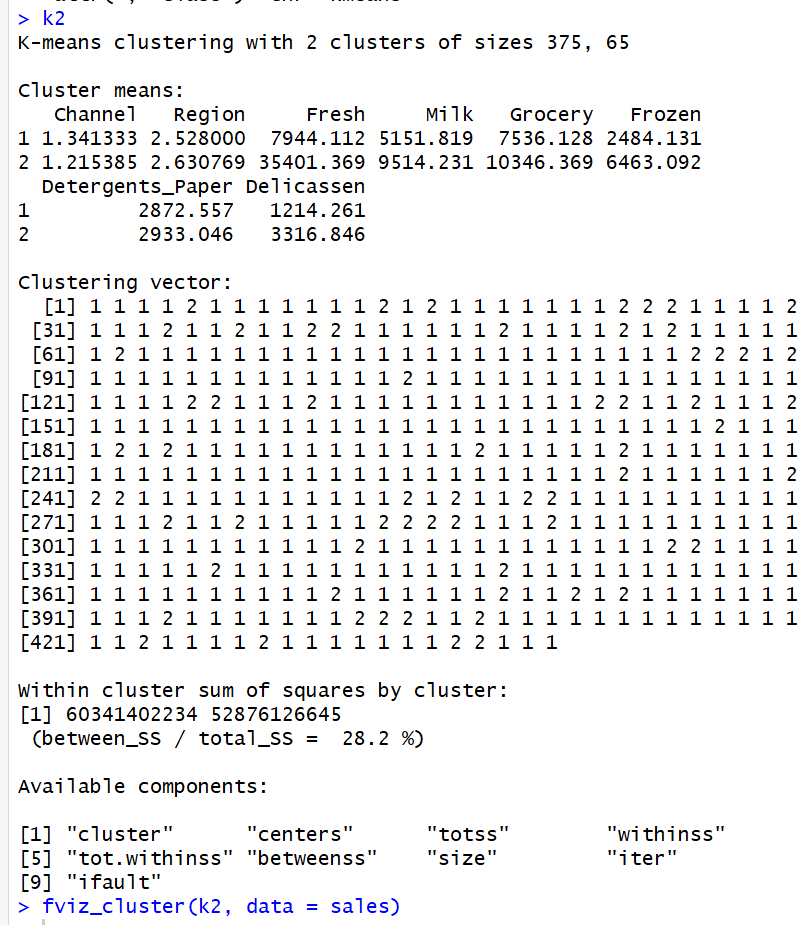 > k2
K-means clustering with 2 clusters of sizes 375, 65
Cluster means:
Channel Region Fresh Milk Grocery Frozen
1 1.341333 2.528000 7944.112 5151.819 7536.128 2484.131
2 1.215385 2.630769 35401.369 9514.231 10346.369 6463.092
Detergents_Paper Delicassen
1 2872.557 1214.261
2 2933.046 3316.846
Clustering vector:
[1] 1 1 1 1 2 1 1 1 1 1 1 1 2 1 2 1 1 1 1 1 1 1 2 2 2 1 1 1 1 2
[31] 1 1 1 2 1 1 2 1 1 2 2 1 1 1 1 1 1 2 1 1 1 1 2 1 2 1 1 1 1 1
[61] 1 2 1 1 1 1 1 1 1 1 1 1 1 1 1 1 1 1 1 1 1 1 1 1 1 2 2 2 1 2
[91] 1 1 1 1 1 1 1 1 1 1 1 1 1 2 1 1 1 1 1 1 1 1 1 1 1 1 1 1 1 1
[121] 1 1 1 1 2 2 1 1 1 2 1 1 1 1 1 1 1 1 1 1 1 2 2 1 1 2 1 1 1 2
[151] 1 1 1 1 1 1 1 1 1 1 1 1 1 1 1 1 1 1 1 1 1 1 1 1 1 1 2 1 1 1
[181] 1 2 1 2 1 1 1 1 1 1 1 1 1 1 1 1 2 1 1 1 1 1 2 1 1 1 1 1 1 1
[211] 1 1 1 1 1 1 1 1 1 1 1 1 1 1 1 1 1 1 1 1 1 1 2 1 1 1 1 1 1 2
[241] 2 2 1 1 1 1 1 1 1 1 1 1 1 2 1 2 1 1 2 2 1 1 1 1 1 1 1 1 1 1
[271] 1 1 1 2 1 1 2 1 1 1 1 1 2 2 2 2 1 1 1 2 1 1 1 1 1 1 1 1 1 1
[301] 1 1 1 1 1 1 1 1 1 1 1 2 1 1 1 1 1 1 1 1 1 1 1 1 2 2 1 1 1 1
[331] 1 1 1 1 1 2 1 1 1 1 1 1 1 1 1 1 1 2 1 1 1 1 1 1 1 1 1 1 1 1
[361] 1 1 1 1 1 1 1 1 1 1 2 1 1 1 1 1 1 2 1 1 2 1 2 1 1 1 1 1 1 1
[391] 1 1 1 2 1 1 1 1 1 1 1 2 2 2 1 1 2 1 1 1 1 1 1 1 1 1 1 1 1 1
[421] 1 1 2 1 1 1 1 2 1 1 1 1 1 1 1 2 2 1 1 1
Within cluster sum of squares by cluster:
[1] 60341402234 52876126645
(between_SS / total_SS = 28.2 %)
Available components:
[1] "cluster" "centers" "totss" "withinss"
[5] "tot.withinss" "betweenss" "size" "iter"
[9] "ifault"
> fviz_cluster(k2, data = sales)